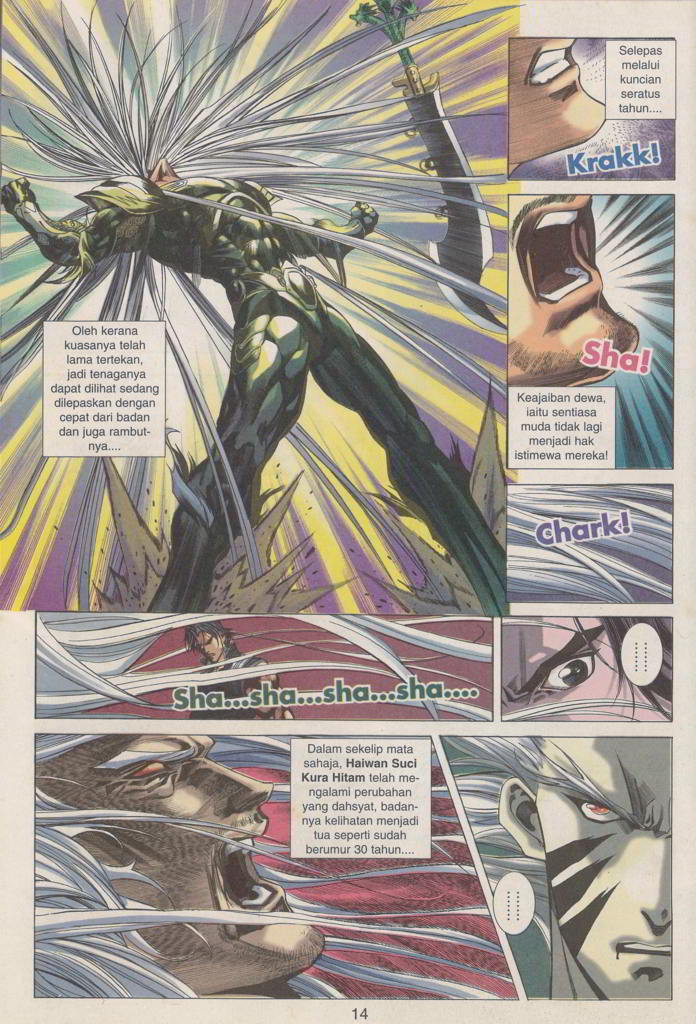 Selepas
melalui
kuncian
seratus
tahun....
Krakk!
Oleh kerana
kuasanya telah
lama tertekan,
jadi tenaganya
dapat dilihat sedang
dilepaskan dengan
cepat dari badan
dan juga rambut-
nya....
Sha!
Keajaiban dewa,
iaitu sentiasa
muda tidak lagi
menjadi hak
istimewa mereka!
Chark!
Sha...sha...sha...sha....
Dalam sekelip mata
sahaja, Haiwan Suci
Kura Hitam telah me-
ngalami perubahan
yang dahsyat, badan-
nya kelihatan menjadi
tua seperti sudah
berumur 30 tahun....
14